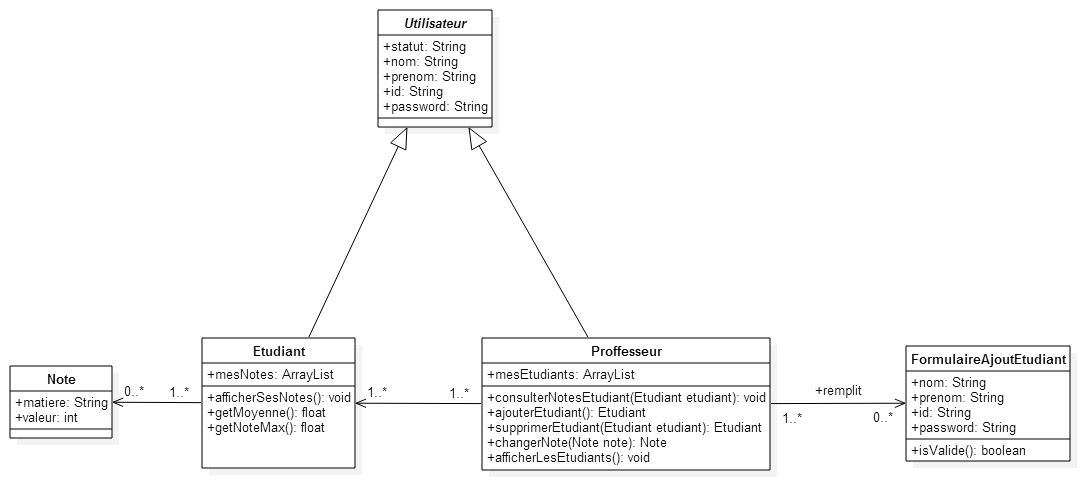 Utilisateur
+statut: String
+nom: String
+prenom: String
+id: String
+password: String
Note
+matiere: String
+valeur: int
0..*
1..*
Etudiant
+mesNotes: ArrayList
+afficherSesNotes(): void
+getMoyenne(): float
+getNoteMax(): float
1..*
1..*
Proffesseur
+mesEtudiants: ArrayList
+consulterNotesEtudiant(Etudiant etudiant): void
+ajouterEtudiant(): Etudiant
+supprimerEtudiant(Etudiant etudiant): Etudiant
+changerNote(Note note): Note
+afficherLesEtudiants(): void
+remplit
1..*
0..*
FormulaireAjoutEtudiant
+nom: String
+prenom: String
+id: String
+password: String
+isValide(): boolean